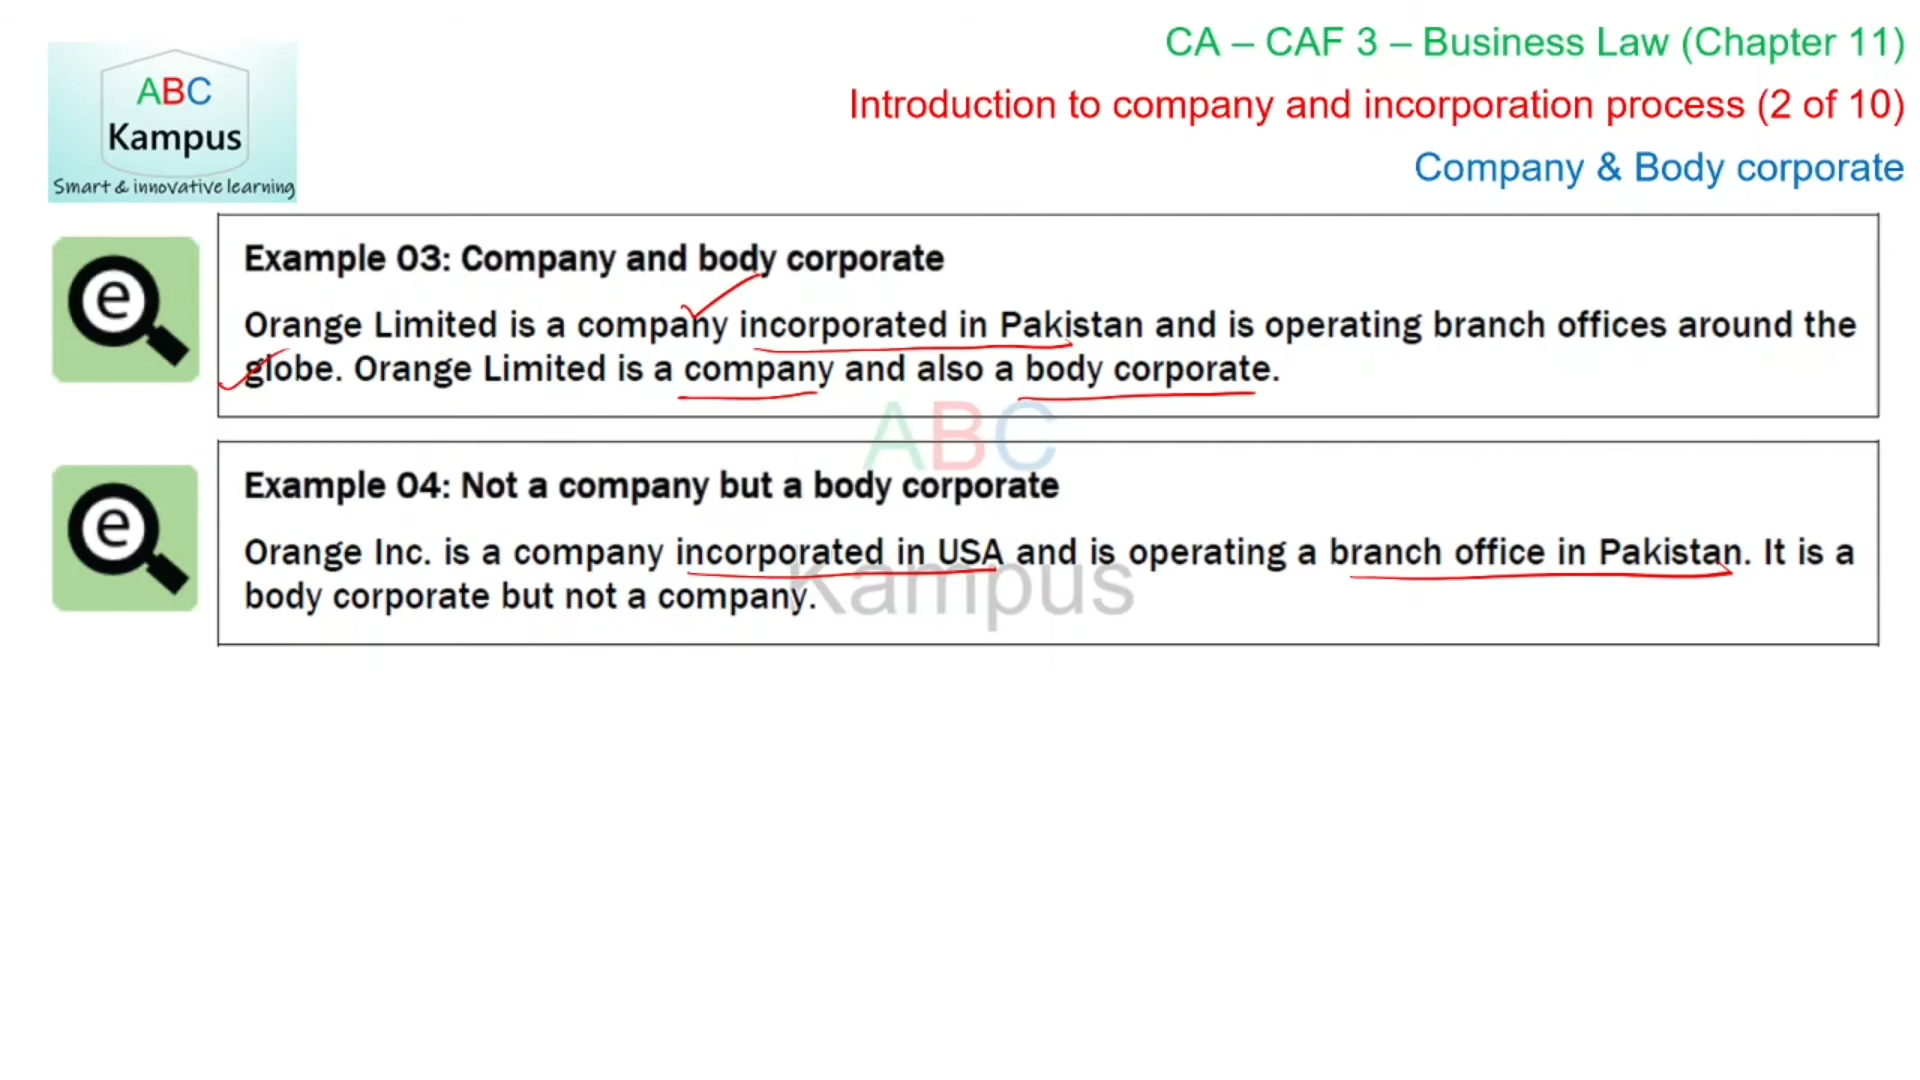 CA – CAF 3 – Business Law (Chapter 11)
Introduction to company and incorporation process (2 of 10)
Company & Body corporate
ABC
Kampus
Smart & innovative learning
e
Example 03: Company and body corporate
Orange Limited is a company incorporated in Pakistan and is operating branch offices around the
globe. Orange Limited is a company and also a body corporate.
ABC
Kampus
e
Example 04: Not a company but a body corporate
Orange Inc. is a company incorporated in USA and is operating a branch office in Pakistan. It is a
body corporate but not a company.